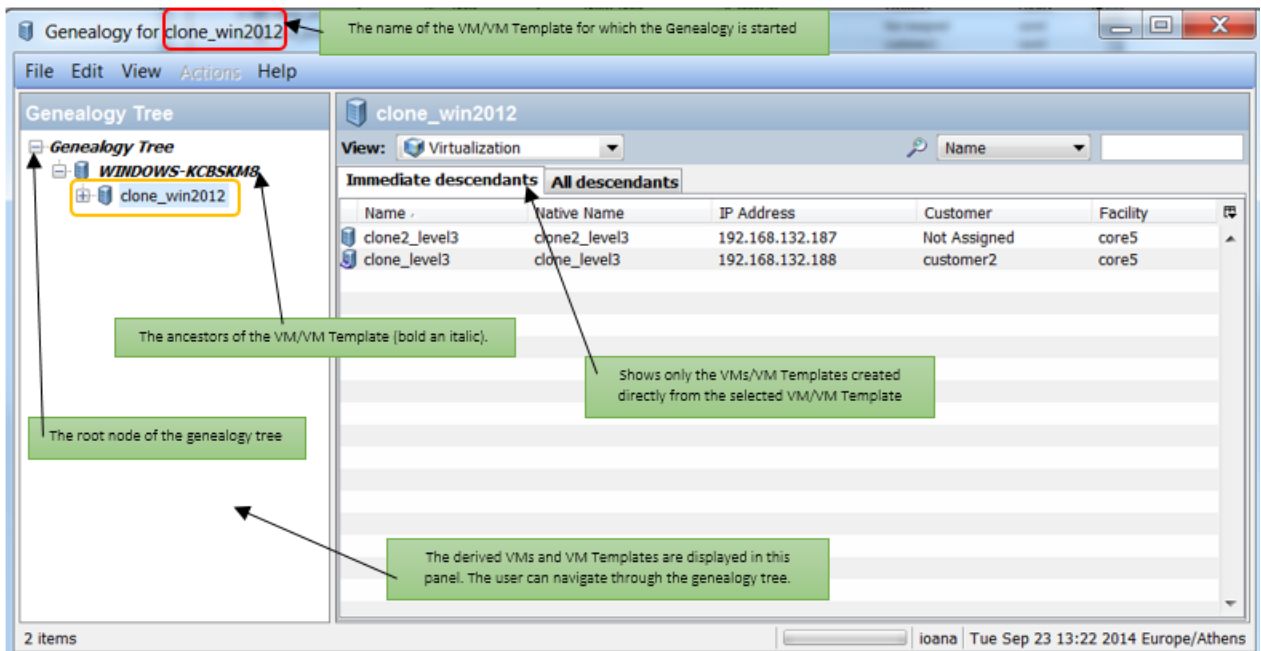 Genealogy for clone_win2012
The name of the VM/VM Template for which the Genealogy is started
File Edit View Actions Help
Genealogy Tree
clone_win2012
Genealogy Tree
WINDOWS-KCBSKM8
clone_win2012
View: Virtualization
Name
Immediate descendants All descendants
Name Native Name IP Address Customer Facility
clone2_level3 clone2_level3 192.168.132.187 Not Assigned core5
clone_level3 clone_level3 192.168.132.188 customer2 core5
The ancestors of the VM/VM Template (bold an italic).
Shows only the VMs/VM Templates created
directly from the selected VM/VM Template
The root node of the genealogy tree
The derived VMs and VM Templates are displayed in this
panel. The user can navigate through the genealogy tree.
2 items
ioana Tue Sep 23 13:22 2014 Europe/Athens